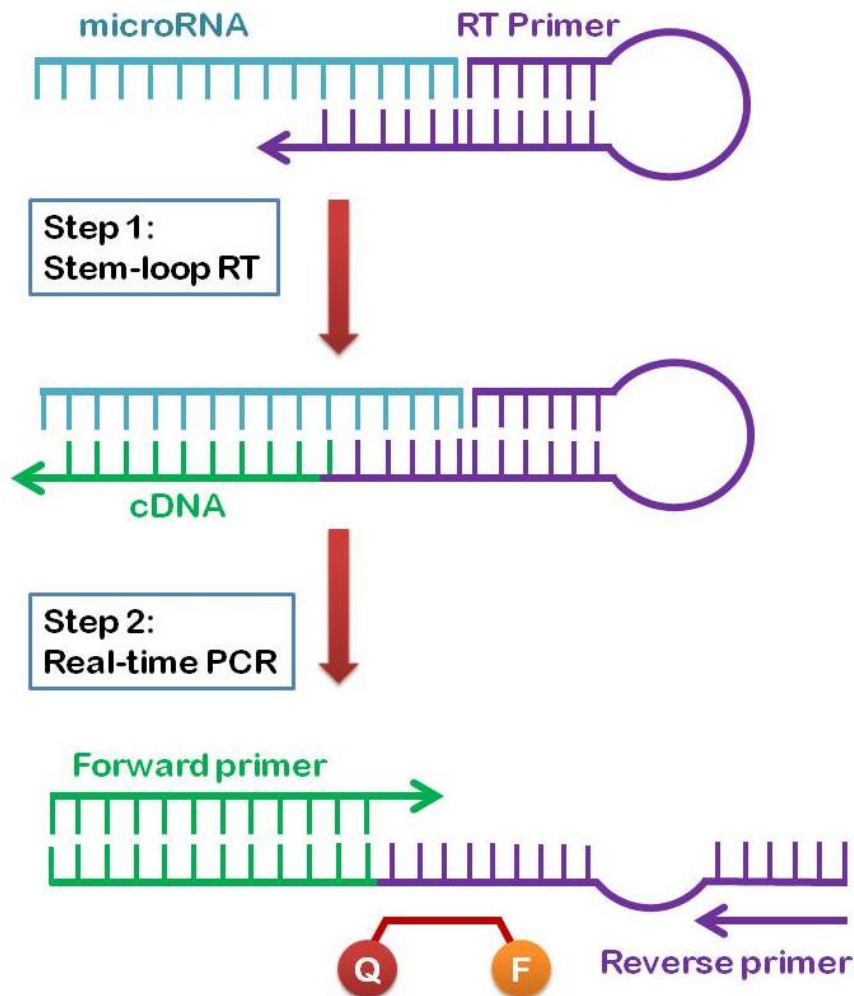 microRNA
RT Primer
Step 1:
Stem-loop RT
cDNA
Step 2:
Real-time PCR
Forward primer
Q
F
Reverse primer